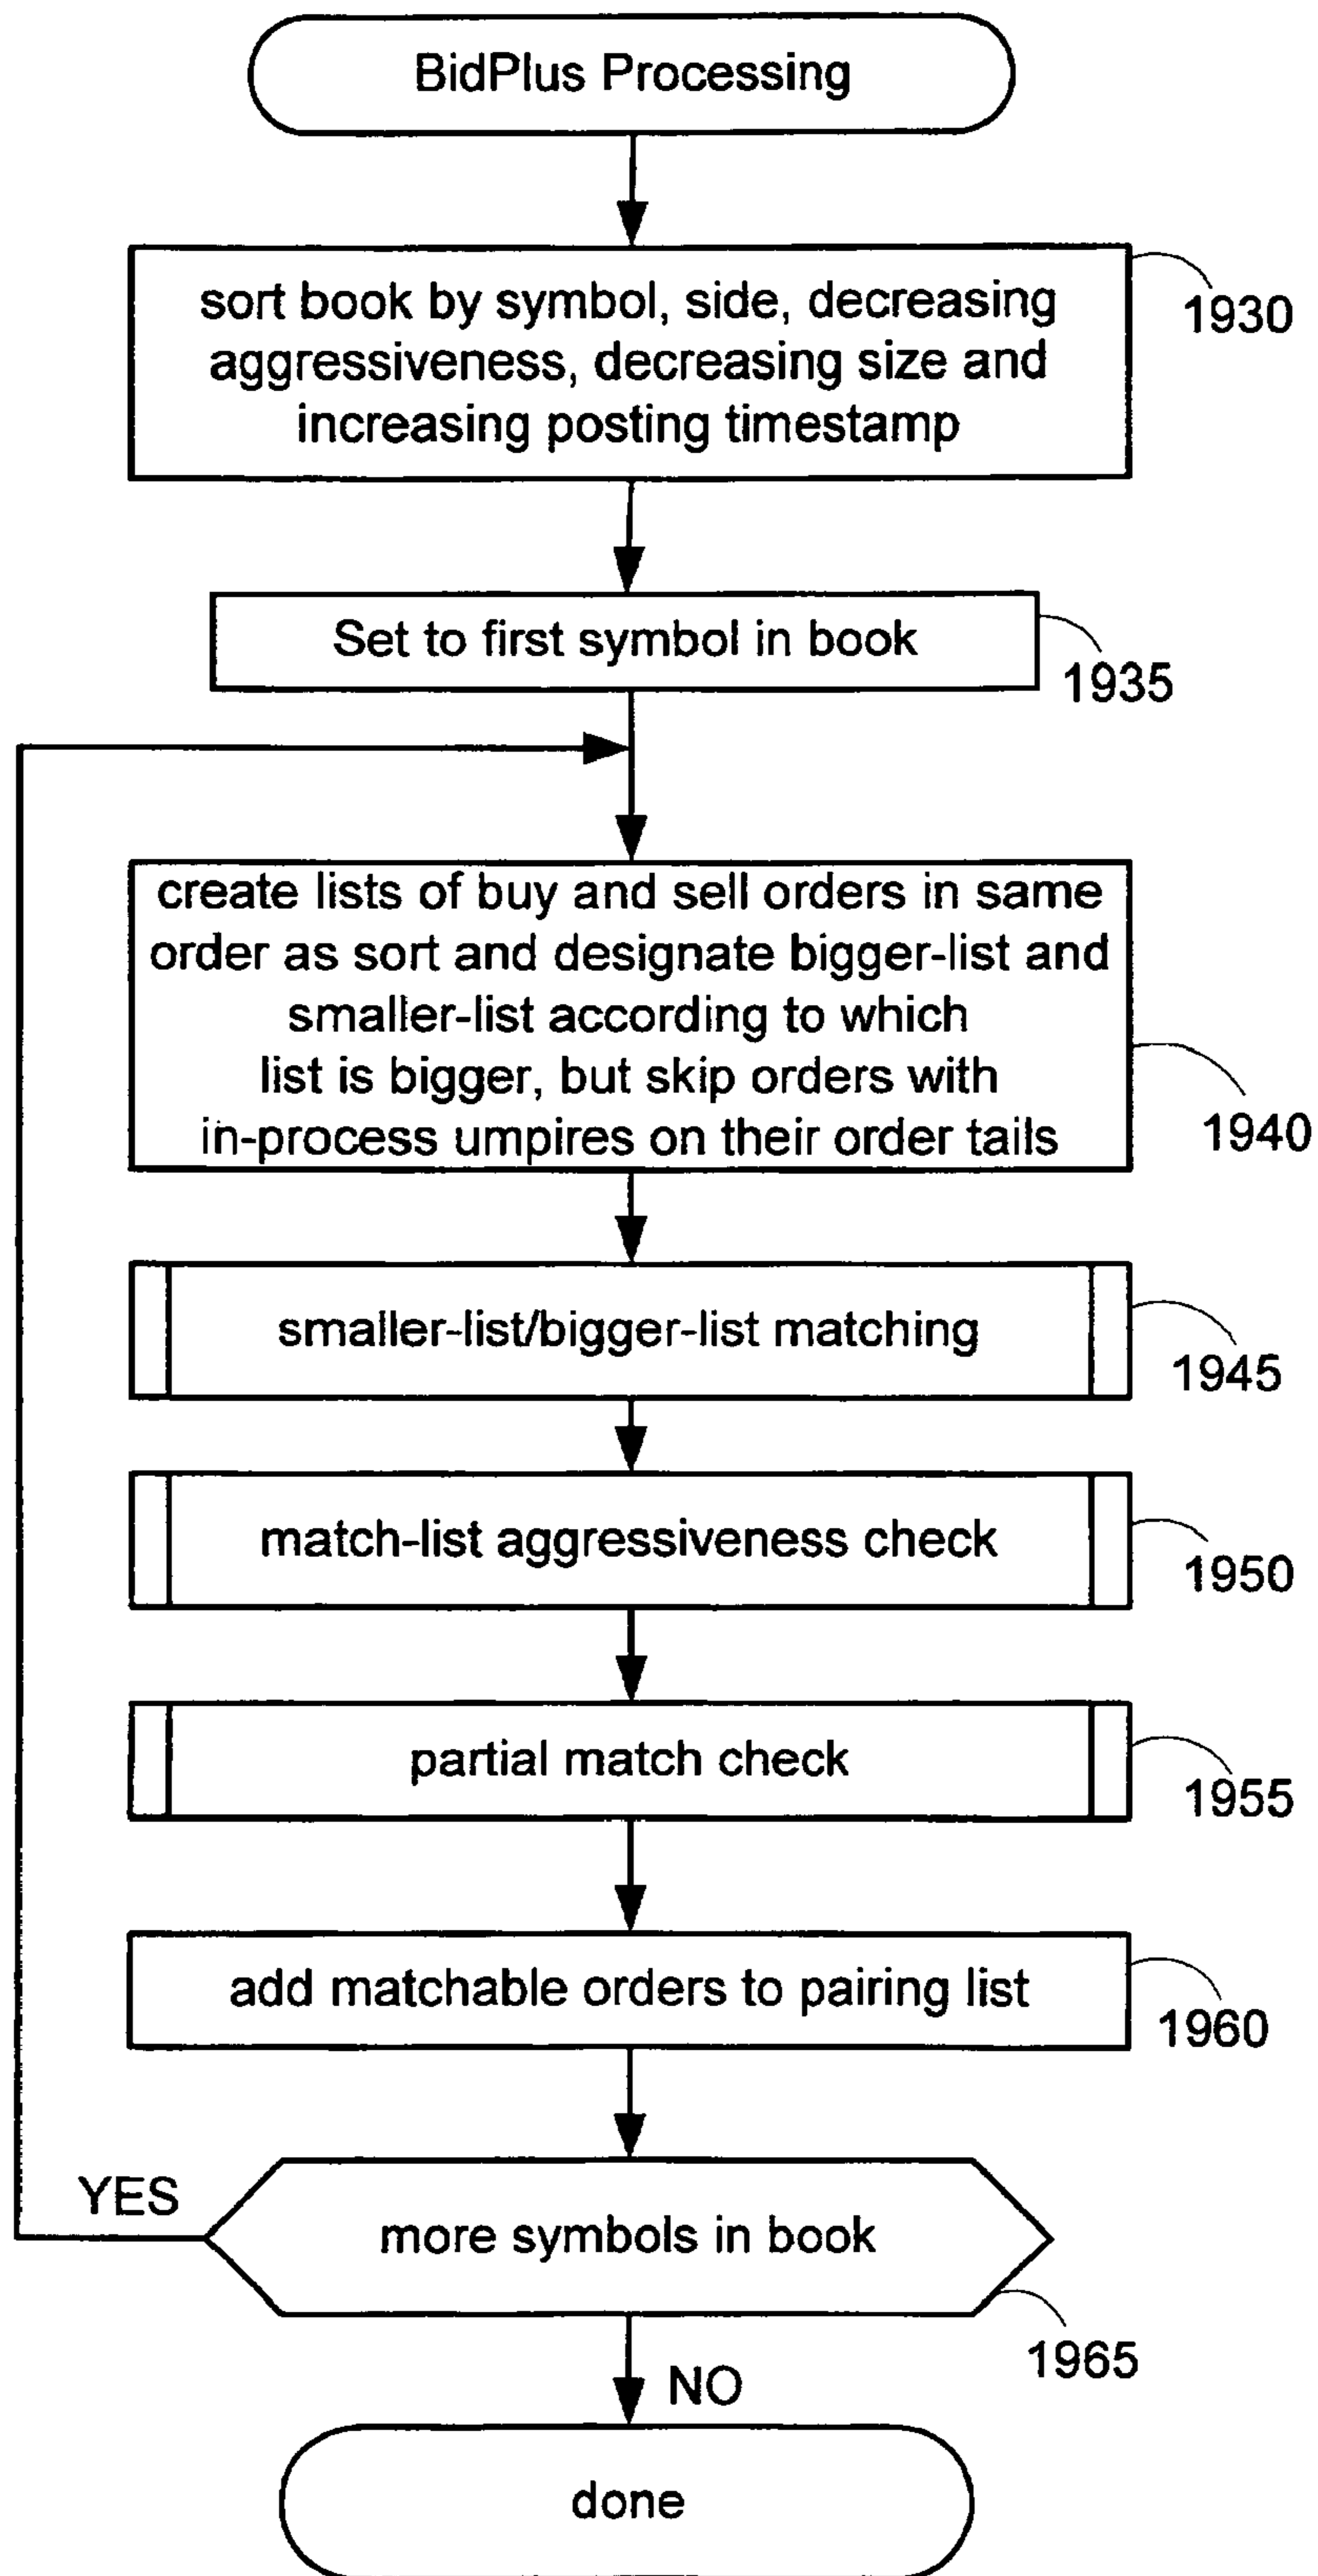 BidPlus Processing
sort book by symbol, side, decreasing
aggressiveness, decreasing size and
increasing posting timestamp
1930
Set to first symbol in book
1935
create lists of buy and sell orders in same
order as sort and designate bigger-list and
smaller-list according to which
list is bigger, but skip orders with
in-process umpires on their order tails
1940
smaller-list/bigger-list matching
1945
match-list aggressiveness check
1950
partial match check
1955
add matchable orders to pairing list
1960
YES
more symbols in book
1965
NO
done